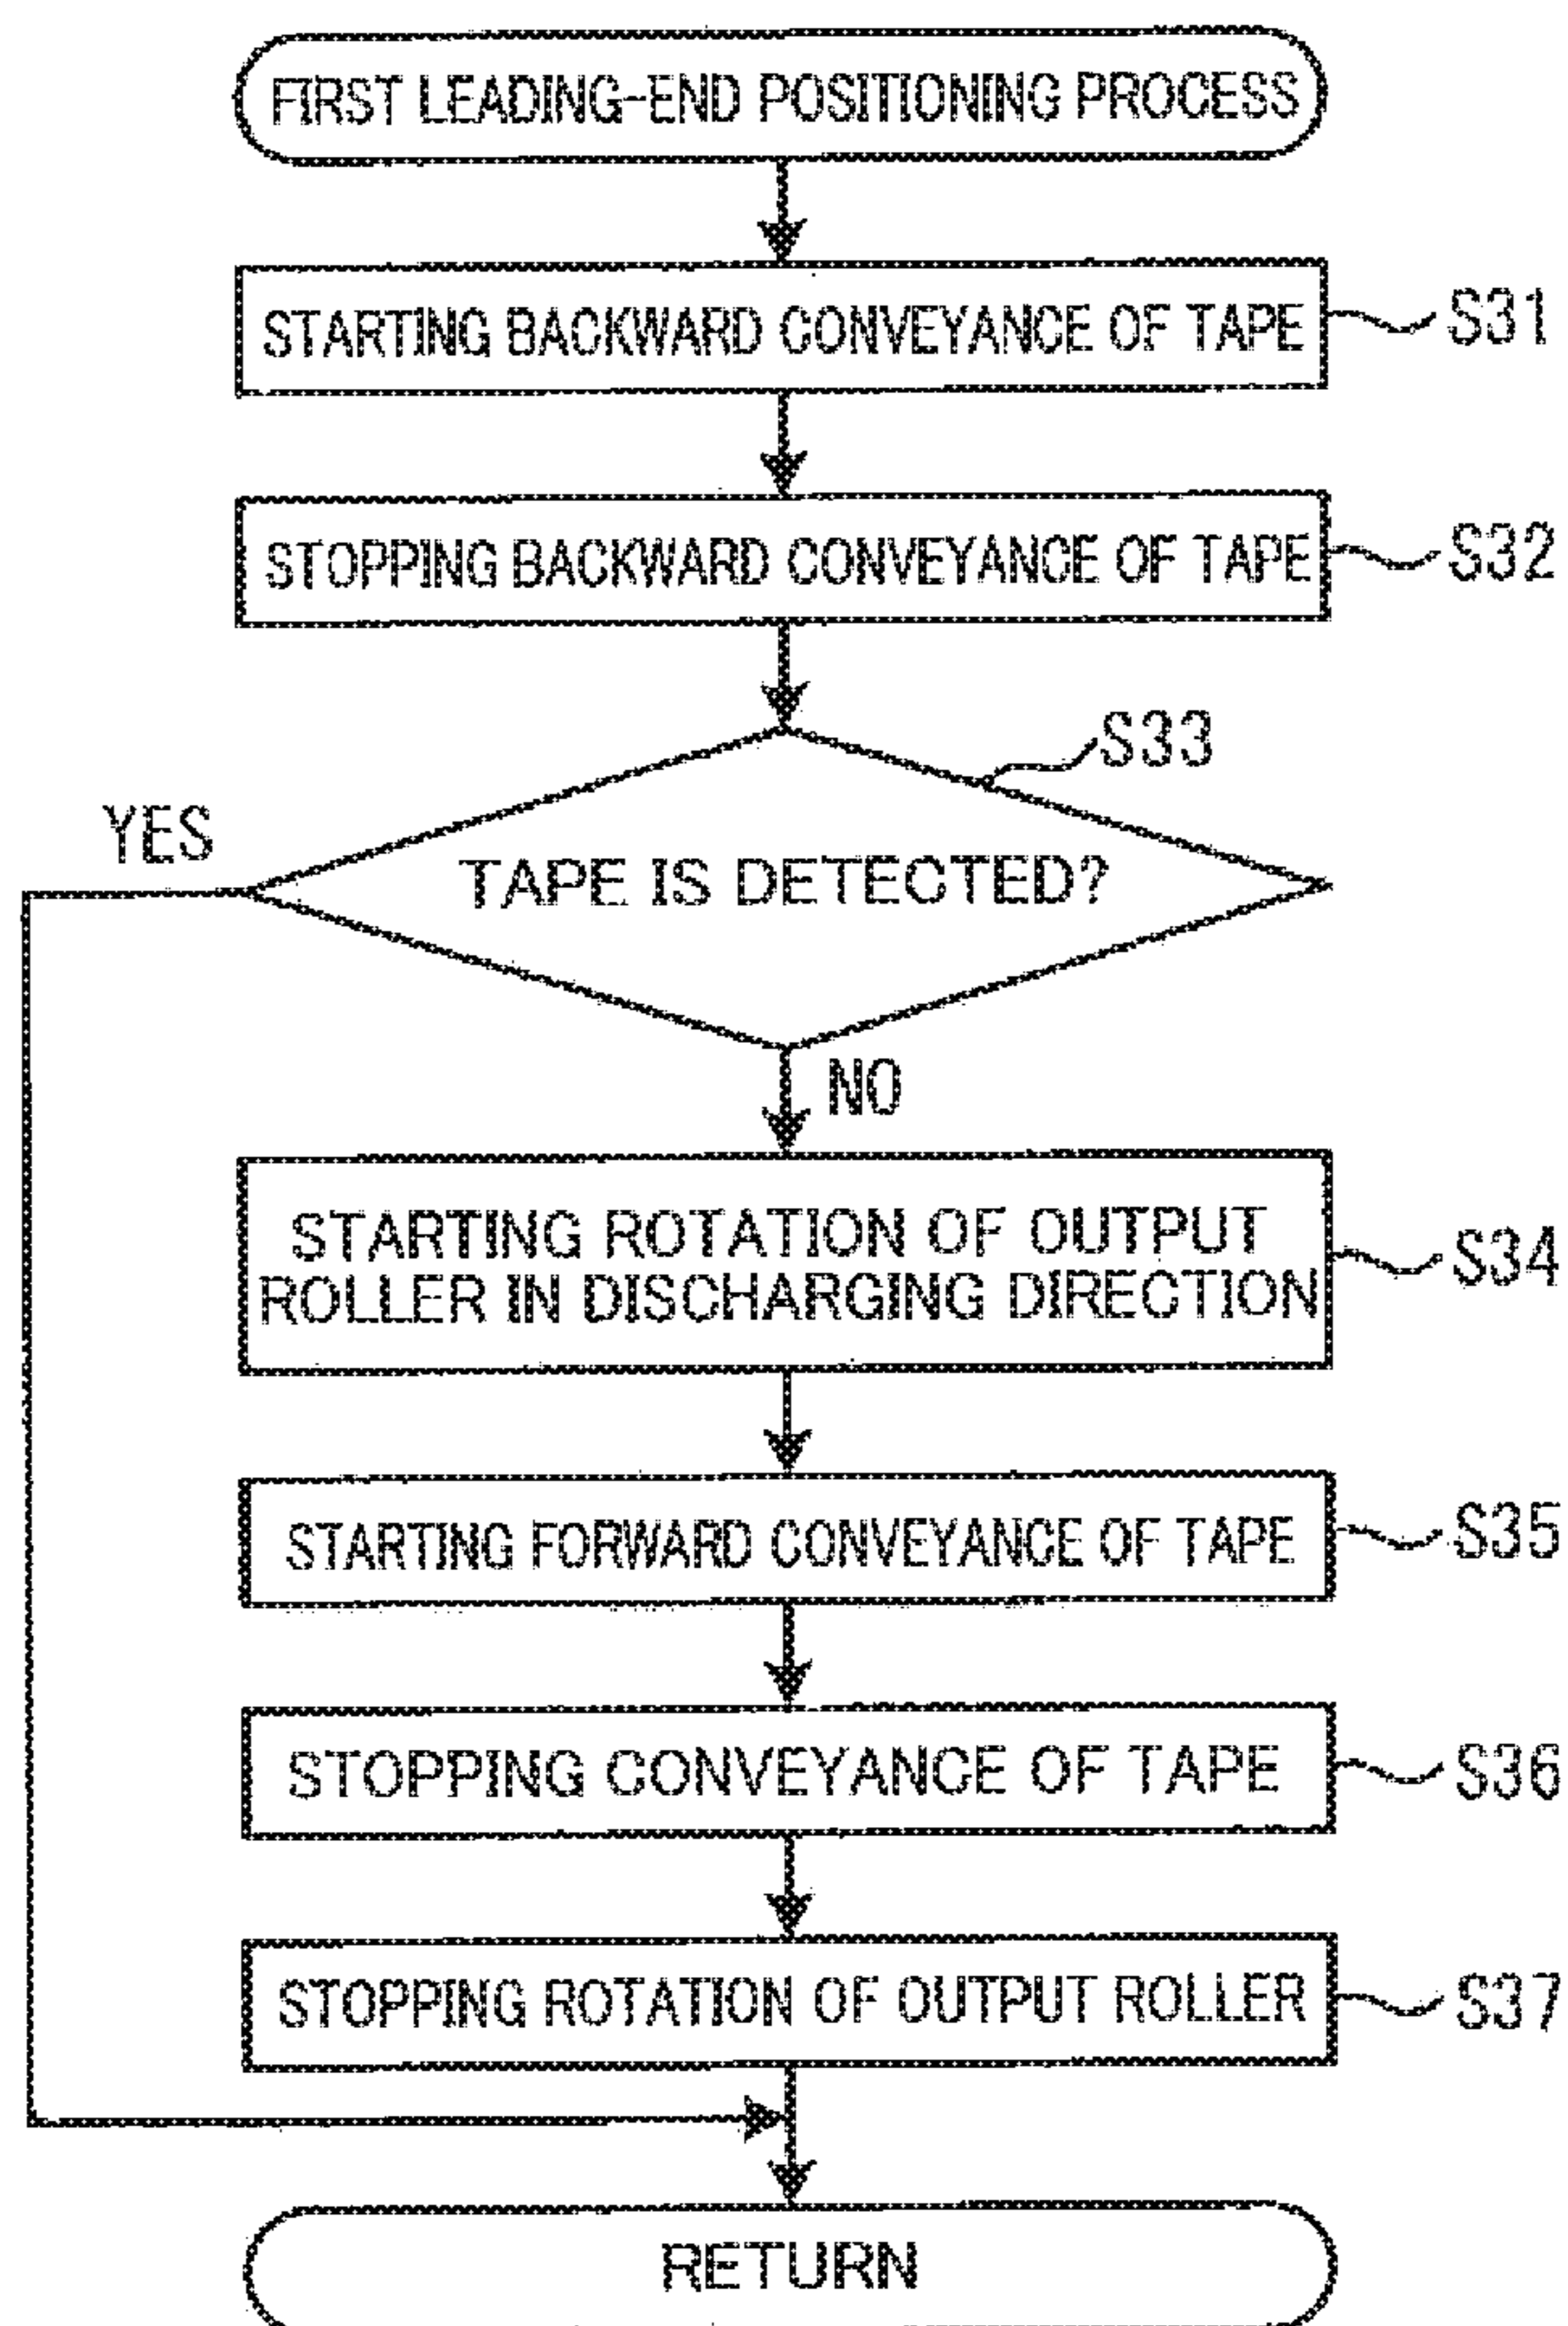 FIRST LEADING-END POSITIONING PROCESS
STARTING BACKWARD CONVEYANCE OF TAPE
S31
STOPPING BACKWARD CONVEYANCE OF TAPE
S32
S33
YES
TAPE IS DETECTED?
NO
STARTING ROTATION OF OUTPUT
ROLLER IN DISCHARGING DIRECTION
S34
STARTING FORWARD CONVEYANCE OF TAPE
S35
STOPPING CONVEYANCE OF TAPE
S36
STOPPING ROTATION OF OUTPUT ROLLER
S37
RETURN